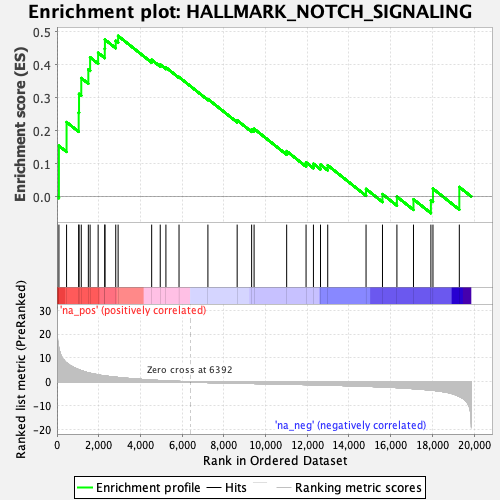 Enrichment plot: HALLMARK_NOTCH_SIGNALING
Enrichment score (ES)
0.5
0.4
0.3
0.2
0.1
0.0
'na_pos' (positively correlated)
Ranked list metric (PreRanked)
30
20
10
0
-10
-20
Zero cross at 6392
'na_neg' (negatively correlated)
0 2,000 4,000 6,000 8,000 10,000 12,000 14,000 16,000 18,000 20,000
Rank in Ordered Dataset
Enrichment profile Hits Ranking metric scores